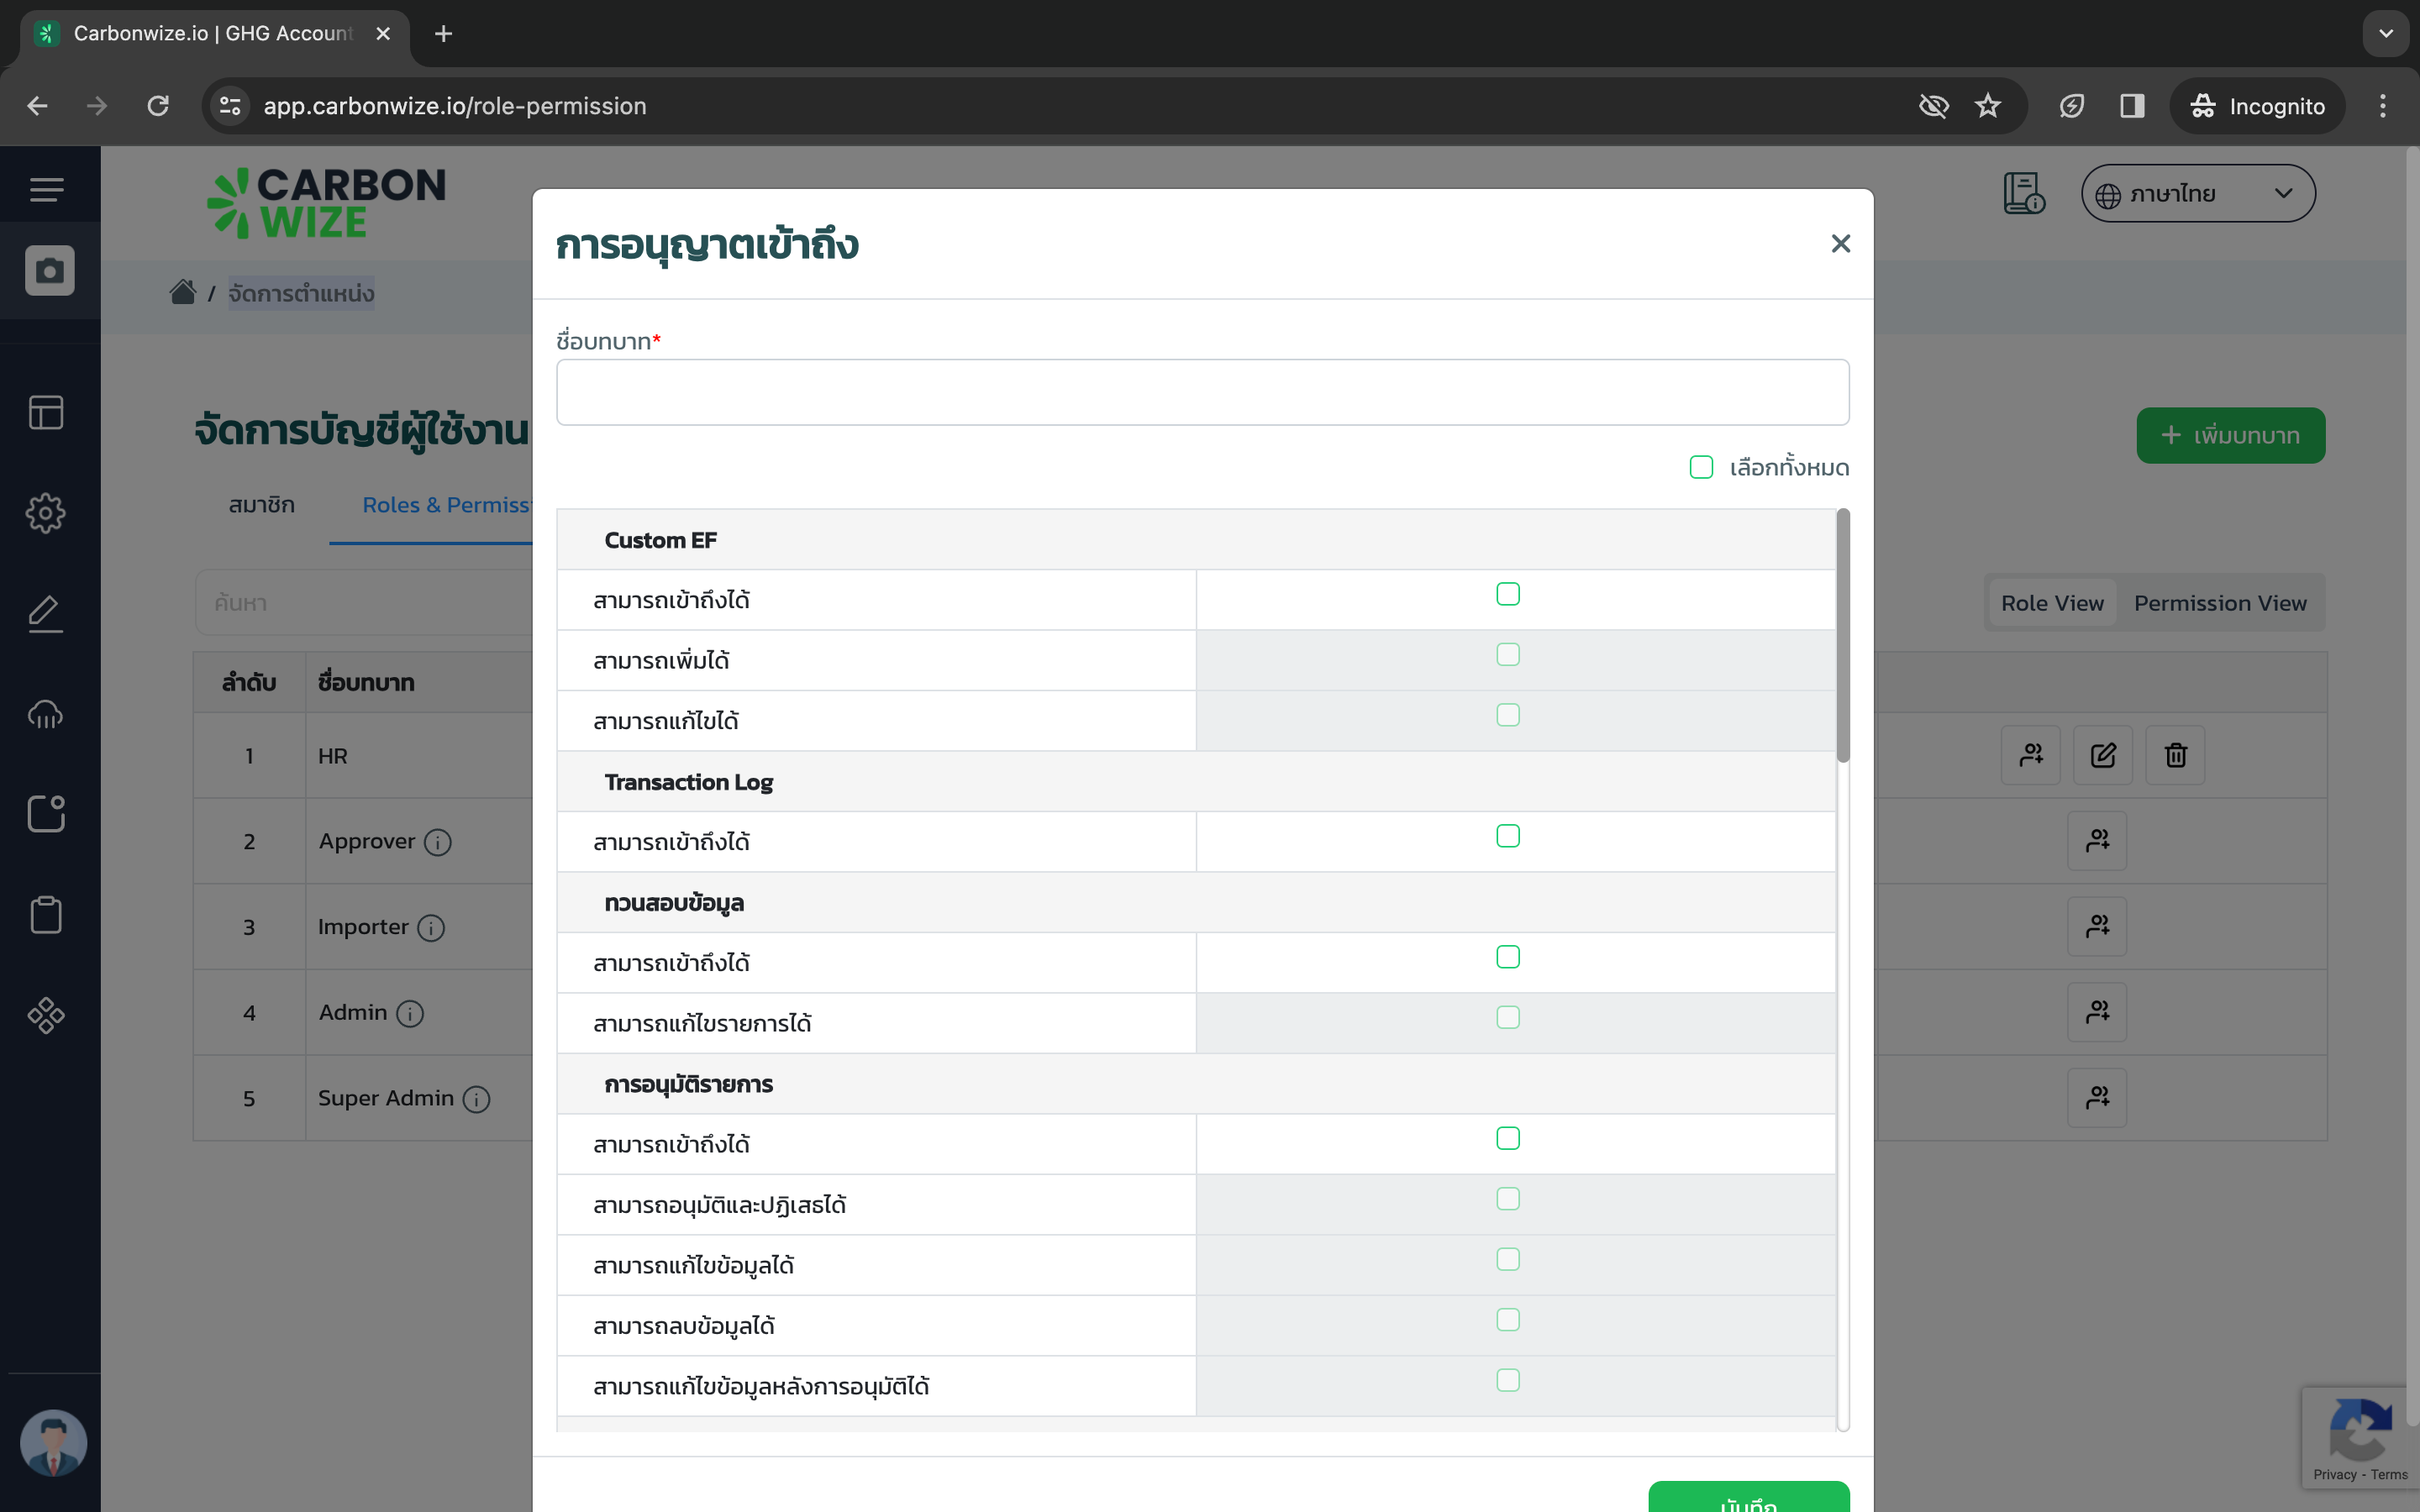 Carbonwize.io | GHG Account
app.carbonwize.io/role-permission
Incognito
CARBON
WIZE
ภาษาไทย
/ จัดการตำแหน่ง
จัดการบัญชีผู้ใช้งาน
+ เพิ่มบทบาท
สมาชิก
Roles & Permiss
ค้นหา
Role View
Permission View
ลำดับ
ชื่อบทบาท
1
HR
2
Approver
3
Importer
4
Admin
5
Super Admin
การอนุญาตเข้าถึง
ชื่อบทบาท*
เลือกทั้งหมด
Custom EF
สามารถเข้าถึงได้
สามารถเพิ่มได้
สามารถแก้ไขได้
Transaction Log
สามารถเข้าถึงได้
ทวนสอบข้อมูล
สามารถเข้าถึงได้
สามารถแก้ไขรายการได้
การอนุมัติรายการ
สามารถเข้าถึงได้
สามารถอนุมัติและปฏิเสธได้
สามารถแก้ไขข้อมูลได้
สามารถลบข้อมูลได้
สามารถแก้ไขข้อมูลหลังการอนุมัติได้
บันทึก
Privacy - Terms